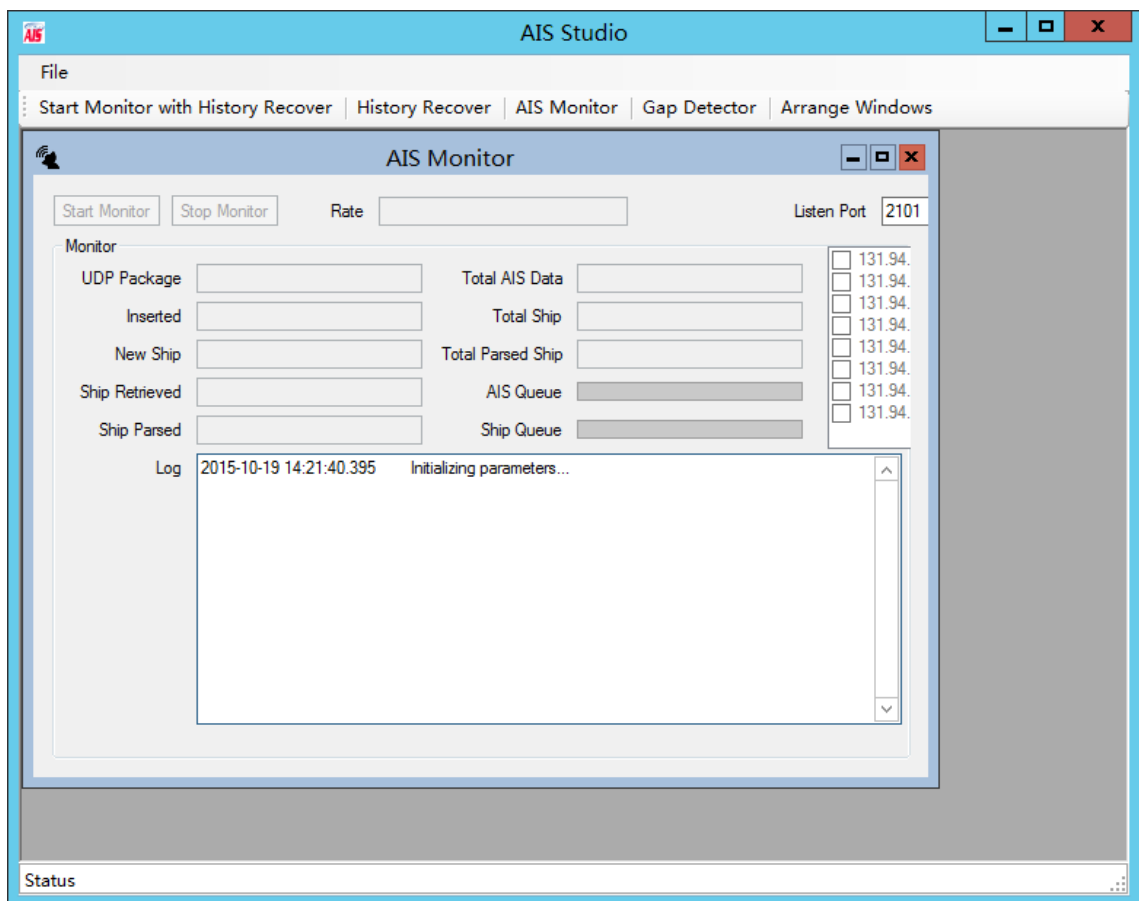 AIS
AIS Studio
File
Start Monitor with History Recover History Recover AIS Monitor Gap Detector Arrange Windows
AIS Monitor
Start Monitor Stop Monitor Rate Listen Port 2101
Monitor
UDP Package Total AIS Data
Inserted Total Ship
New Ship Total Parsed Ship
Ship Retrieved AIS Queue
Ship Parsed Ship Queue
131.94.
131.94.
131.94.
131.94.
131.94.
131.94.
131.94.
131.94.
Log 2015-10-19 14:21:40.395 Initializing parameters...
Status